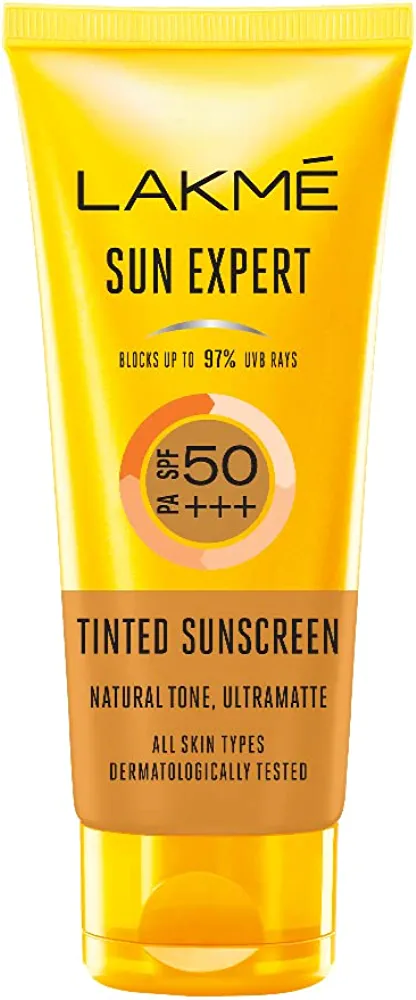 LAKMÉ
SUN EXPERT
BLOCKS UP TO 97% UVB RAYS
SPF 50
PA +++
TINTED SUNSCREEN
NATURAL TONE, ULTRAMATTE
ALL SKIN TYPES
DERMATOLOGICALLY TESTED